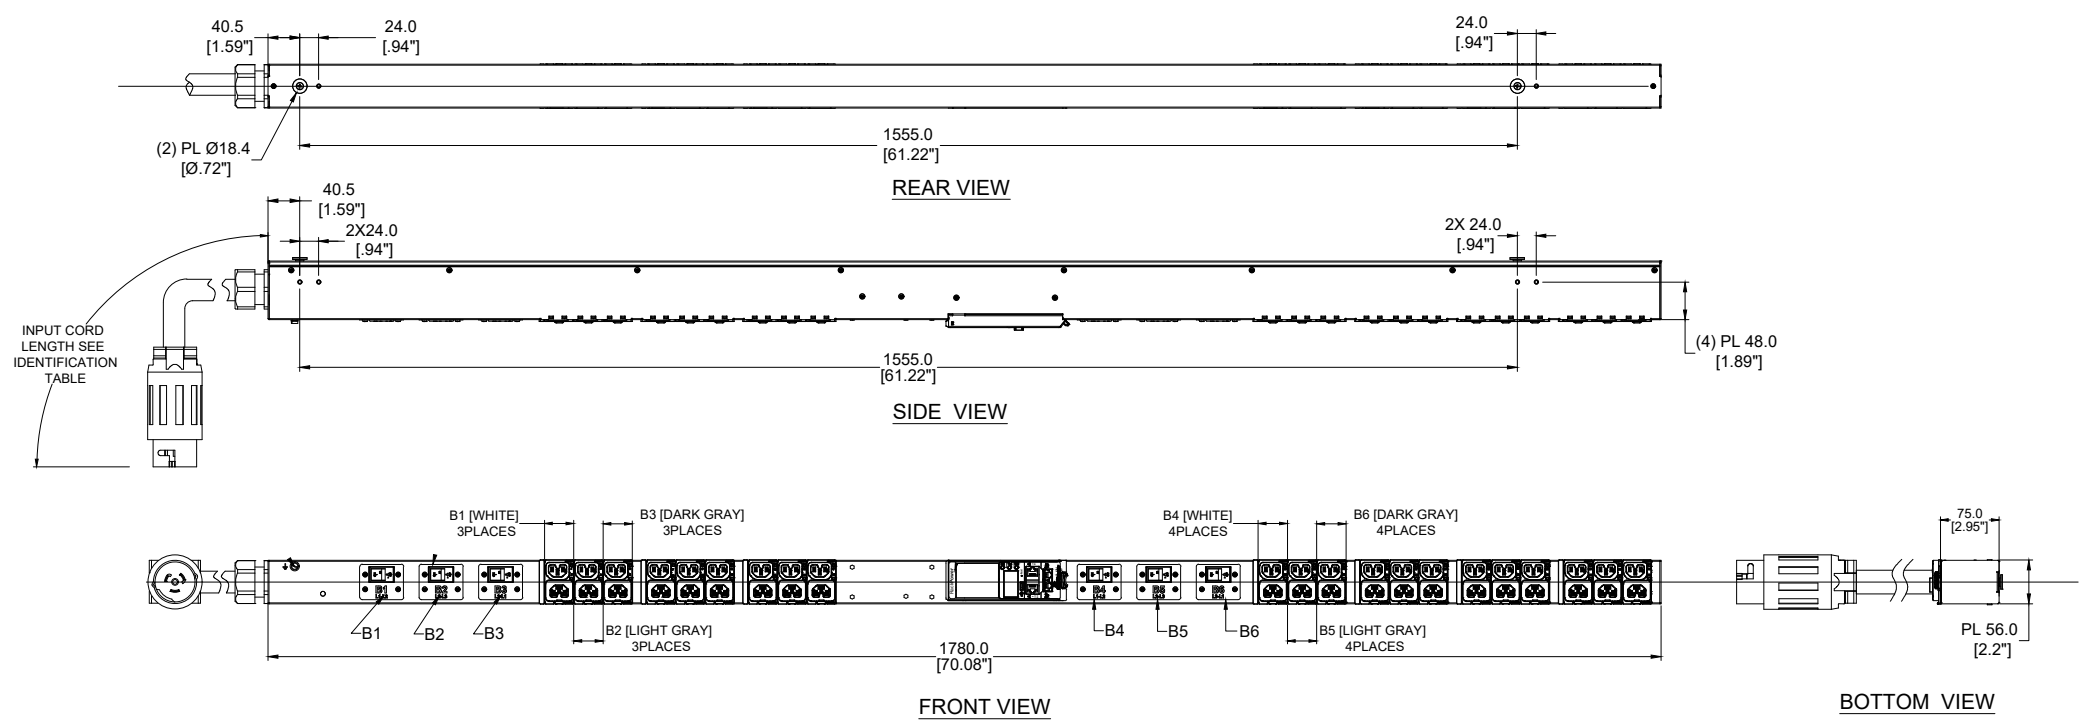 40.5
[1.59"]
24.0
[.94"]
24.0
[.94"]
(2) PL Ø18.4
[Ø.72"]
1555.0
[61.22"]
REAR VIEW
40.5
[1.59"]
2X24.0
[.94"]
2X 24.0
[.94"]
INPUT CORD
LENGTH SEE
IDENTIFICATION
TABLE
(4) PL 48.0
[1.89"]
1555.0
[61.22"]
SIDE VIEW
B1 [WHITE]
3PLACES
B3 [DARK GRAY]
3PLACES
B4 [WHITE]
4PLACES
B6 [DARK GRAY]
4PLACES
75.0
[2.95"]
B1
B2
B3
B4
B5
B6
B1
B2
B3
B2 [LIGHT GRAY]
3PLACES
B4
B5
B6
B5 [LIGHT GRAY]
4PLACES
PL 56.0
[2.2"]
1780.0
[70.08"]
FRONT VIEW
BOTTOM VIEW